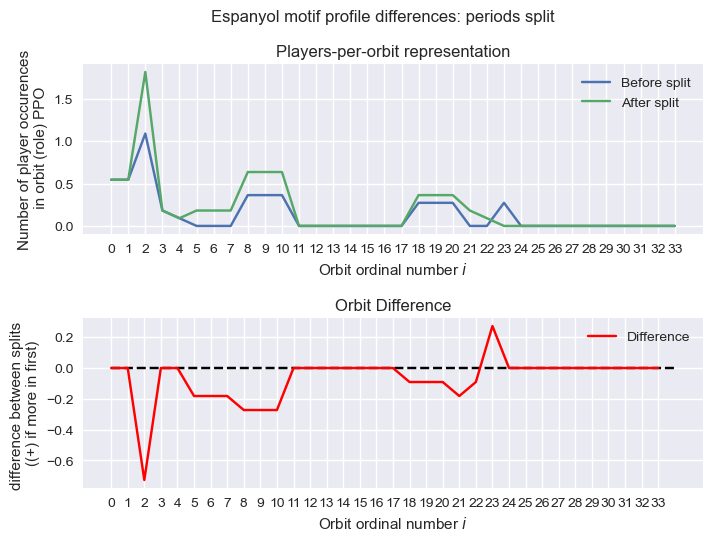 Espanyol motif profile differences: periods split
Players-per-orbit representation
Number of player occurences
in orbit (role) PPO
1.5
1.0
0.5
0.0
Before split
After split
0 1 2 3 4 5 6 7 8 9 10 11 12 13 14 15 16 17 18 19 20 21 22 23 24 25 26 27 28 29 30 31 32 33
Orbit ordinal number i
Orbit Difference
difference between splits
((+) if more in first)
0.2
0.0
−0.2
−0.4
−0.6
Difference
0 1 2 3 4 5 6 7 8 9 10 11 12 13 14 15 16 17 18 19 20 21 22 23 24 25 26 27 28 29 30 31 32 33
Orbit ordinal number i